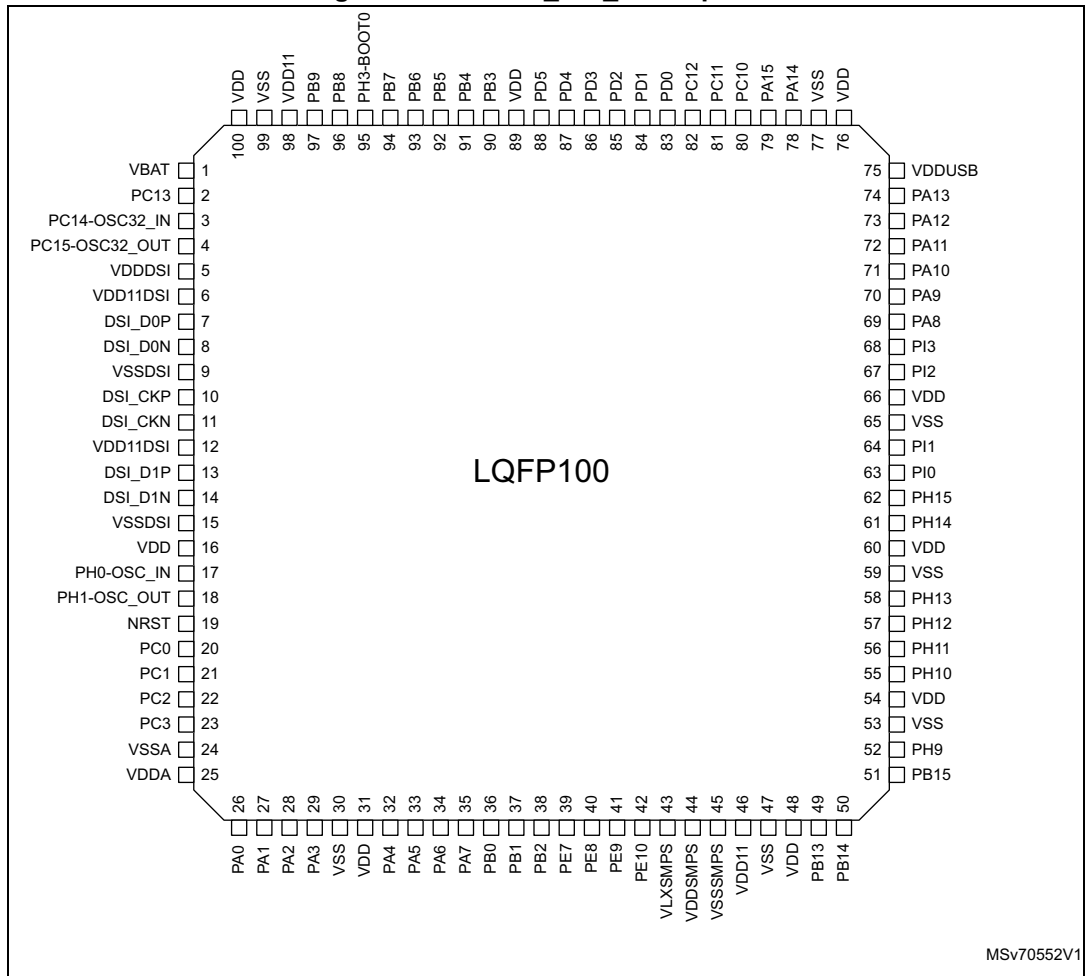 VDD
VSS
VDD11
PB9
PB8
PH3-BOOT0
PB7
PB6
PB5
PB4
PB3
VDD
PD5
PD4
PD3
PD2
PD1
PD0
PC12
PC11
PC10
PA15
PA14
VSS
VDD
100
99
98
97
96
95
94
93
92
91
90
89
88
87
86
85
84
83
82
81
80
79
78
77
76
VBAT 1
PC13 2
PC14-OSC32_IN 3
PC15-OSC32_OUT 4
VDDDSI 5
VDD11DSI 6
DSI_D0P 7
DSI_D0N 8
VSSDSI 9
DSI_CKP 10
DSI_CKN 11
VDD11DSI 12
DSI_D1P 13
DSI_D1N 14
VSSDSI 15
VDD 16
PH0-OSC_IN 17
PH1-OSC_OUT 18
NRST 19
PC0 20
PC1 21
PC2 22
PC3 23
VSSA 24
VDDA 25
LQFP100
75 VDDUSB
74 PA13
73 PA12
72 PA11
71 PA10
70 PA9
69 PA8
68 PI3
67 PI2
66 VDD
65 VSS
64 PI1
63 PI0
62 PH15
61 PH14
60 VDD
59 VSS
58 PH13
57 PH12
56 PH11
55 PH10
54 VDD
53 VSS
52 PH9
51 PB15
26
27
28
29
30
31
32
33
34
35
36
37
38
39
40
41
42
43
44
45
46
47
48
49
50
PA0
PA1
PA2
PA3
VSS
VDD
PA4
PA5
PA6
PA7
PB0
PB1
PB2
PE7
PE8
PE9
PE10
VLXSMPS
VDDSMPS
VSSSMPS
VDD11
VSS
VDD
PB13
PB14
MSv70552V1